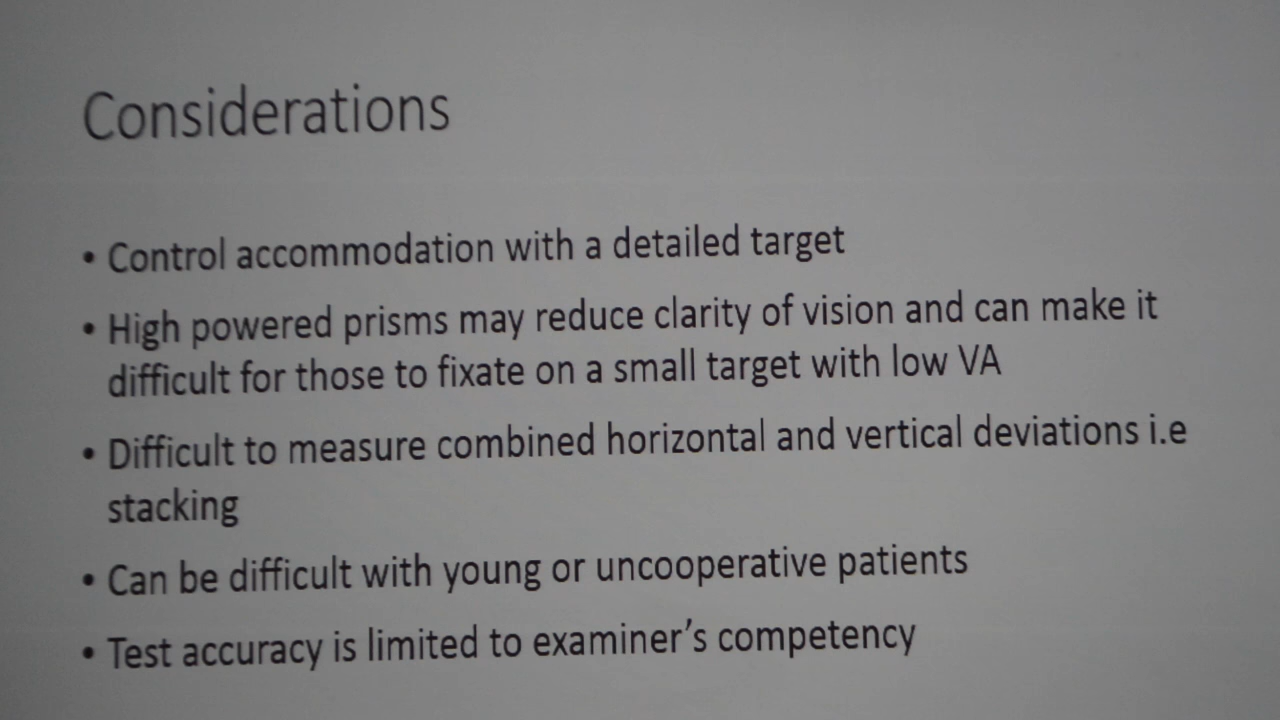 Considerations
• Control accommodation with a detailed target
• High powered prisms may reduce clarity of vision and can make it
difficult for those to fixate on a small target with low VA
• Difficult to measure combined horizontal and vertical deviations i.e
stacking
• Can be difficult with young or uncooperative patients
• Test accuracy is limited to examiner’s competency